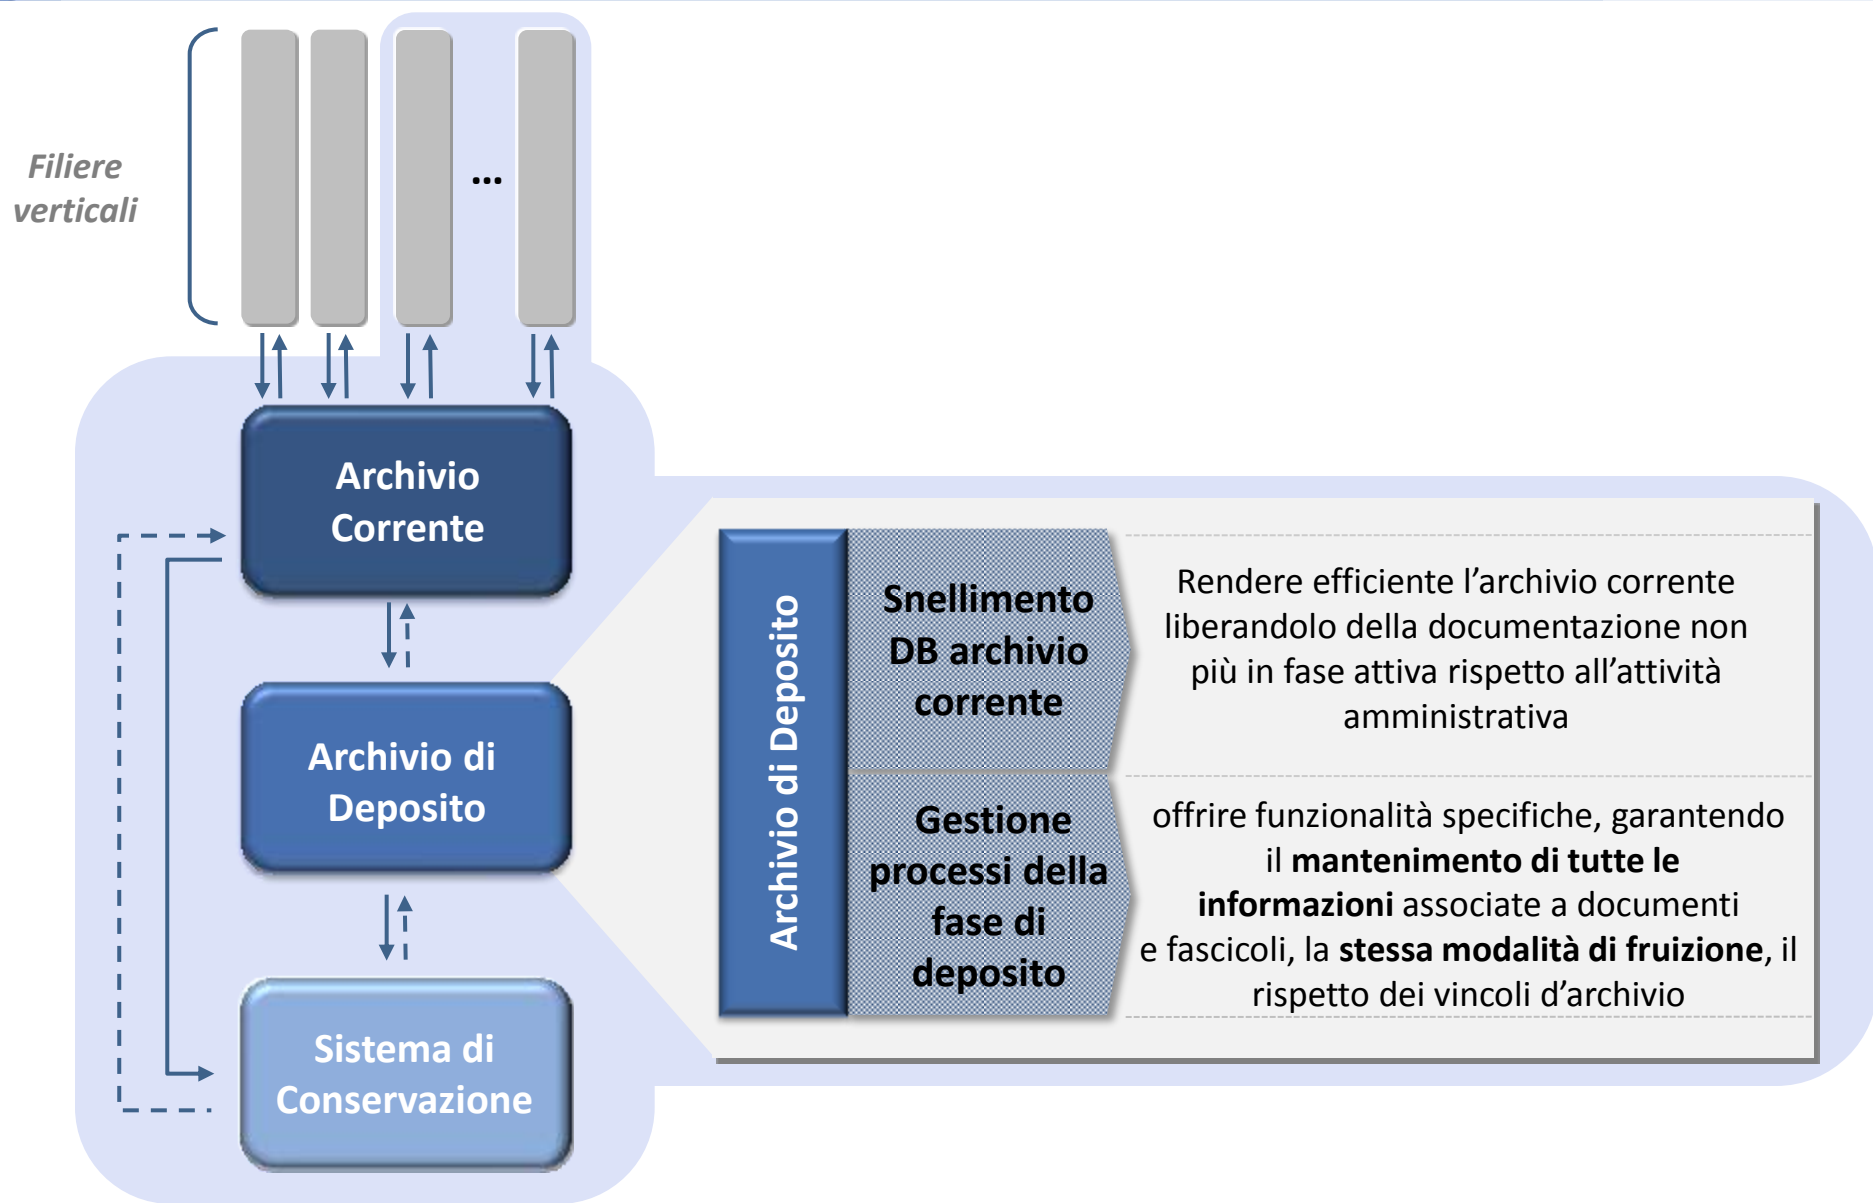 Filiere
verticali
...
Archivio
Corrente
Archivio di
Deposito
Sistema di
Conservazione
Archivio di Deposito
Snellimento
DB archivio
corrente
Rendere efficiente l’archivio corrente
liberandolo della documentazione non
più in fase attiva rispetto all’attività
amministrativa
Gestione
processi della
fase di
deposito
offrire funzionalità specifiche, garantendo
il mantenimento di tutte le
informazioni associate a documenti
e fascicoli, la stessa modalità di fruizione, il
rispetto dei vincoli d’archivio